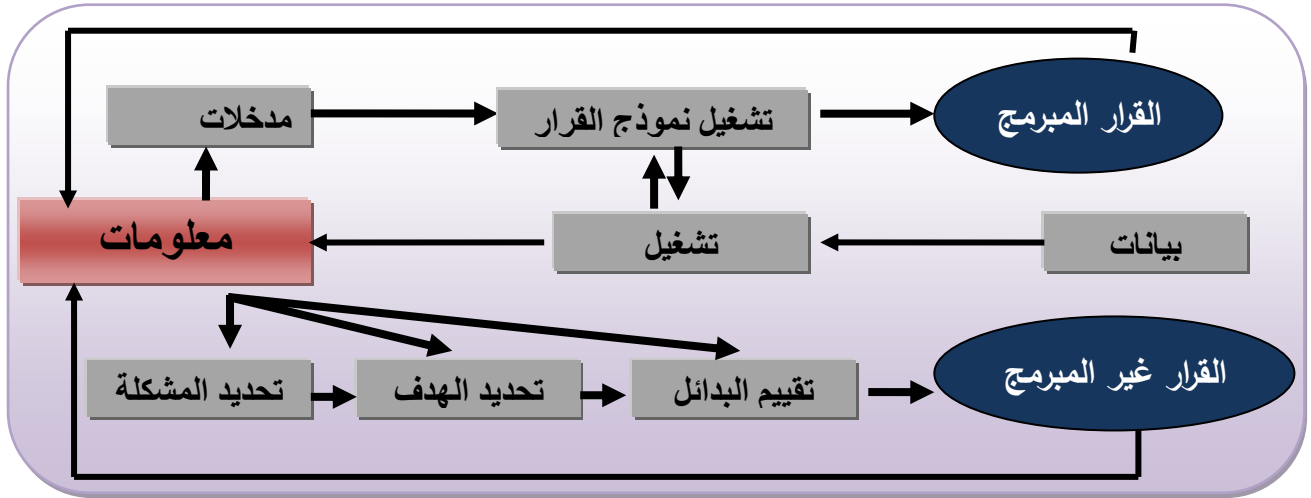 القرار المبرمج
تشغيل نموذج القرار
مدخلات
بيانات
تشغيل
معلومات
القرار غير المبرمج
تقييم البدائل
تحديد الهدف
تحديد المشكلة